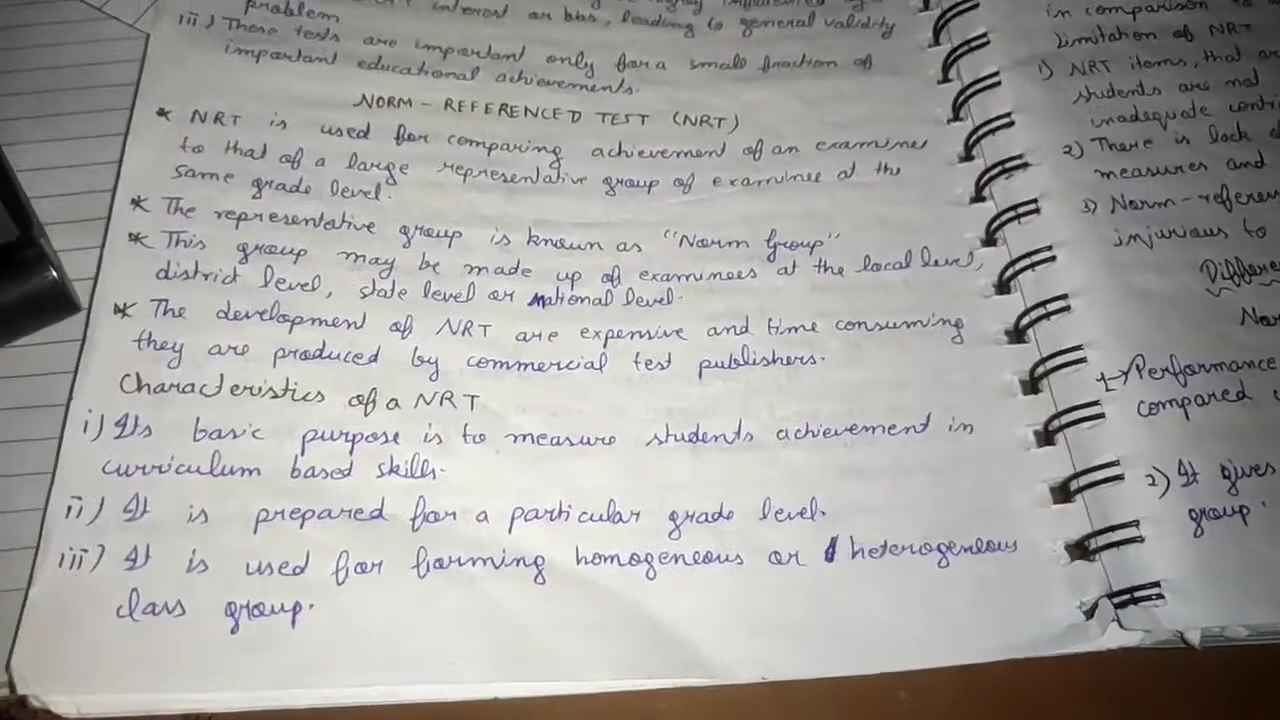 problem
interest or bias, leading to general validity
iii) These tests are important only for a small fraction of
important educational achievements.
NORM - REFERENCED TEST (NRT)
* NRT is used for comparing achievement of an examinee
to that of a large representative group of examinee at the
same grade level.
* The representative group is known as "Norm Group"
* This group may be made up of examinees at the local level,
district level, state level or national level.
* The development of NRT are expensive and time consuming
they are produced by commercial test publishers.
Characteristics of a NRT
i) Its basic purpose is to measure students achievement in
curriculum based skills.
ii) It is prepared for a particular grade level.
iii) It is used for forming homogeneous or heterogeneous
class group.
in comparison
Limitation of NRT
1) NRT items, that
students are not
inadequate
2) There is lack
measures and
3) Norm-
injurious to
1 → Performance
compared
2) It gives
group.